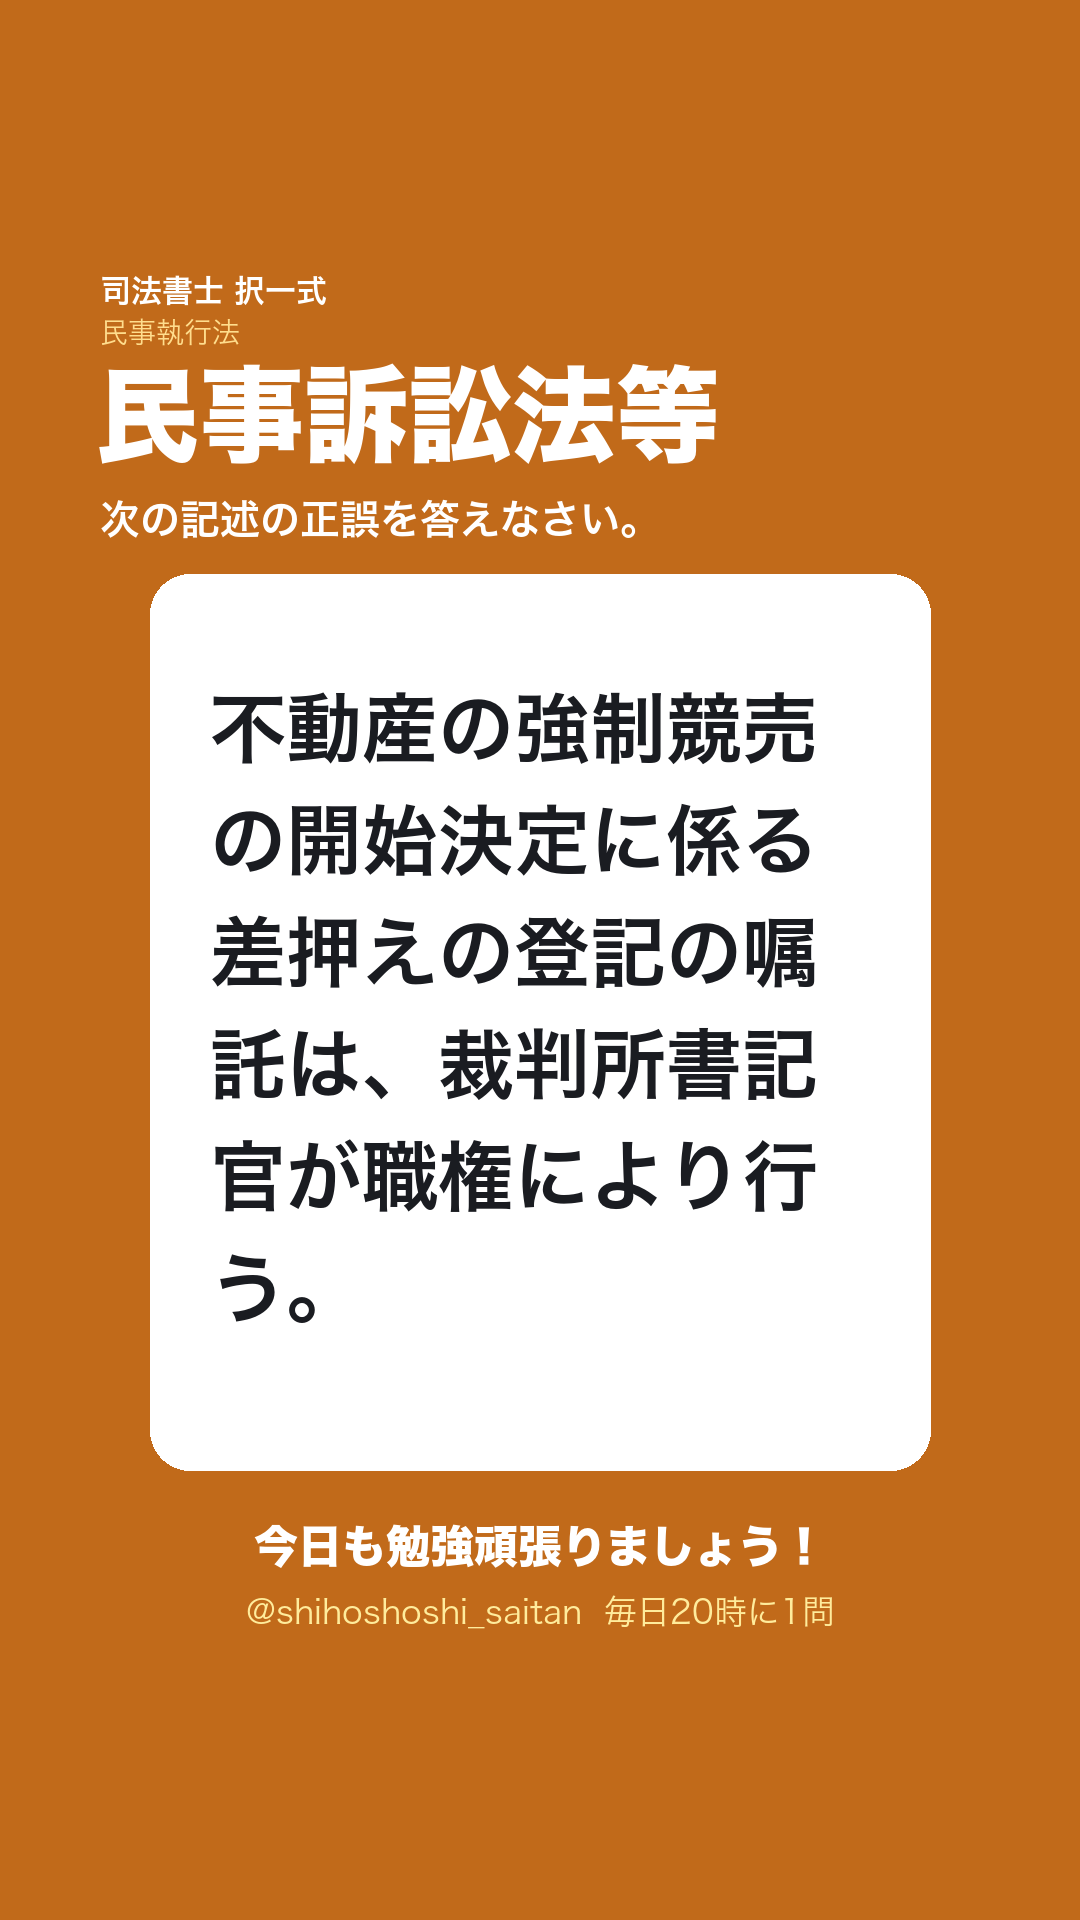 司法書士 択一式
民事執行法
民事訴訟法等
次の記述の正誤を答えなさい。
不動産の強制競売
の開始決定に係る
差押えの登記の嘱
託は、裁判所書記
官が職権により行
う。
今日も勉強頑張りましょう！
@shihoshoshi_saitan 毎日20時に1問